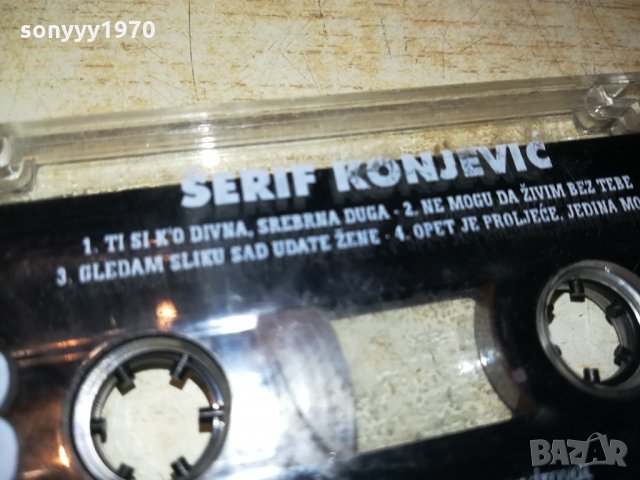 sonyyy1970
ŠERIF KONJEVIĆ
1. TI SI K'O DIVNA, SREBRNA DUGA - 2. NE MOGU DA ŽIVIM BEZ TEBE
3. GLEDAM SLIKU SAD UDATE ŽENE - 4. OPET JE PROLJEĆE, JEDINA MO
BAZAR